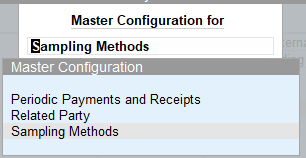 Master Configuration for
Sampling Methods
Master Configuration
Periodic Payments and Receipts
Related Party
Sampling Methods